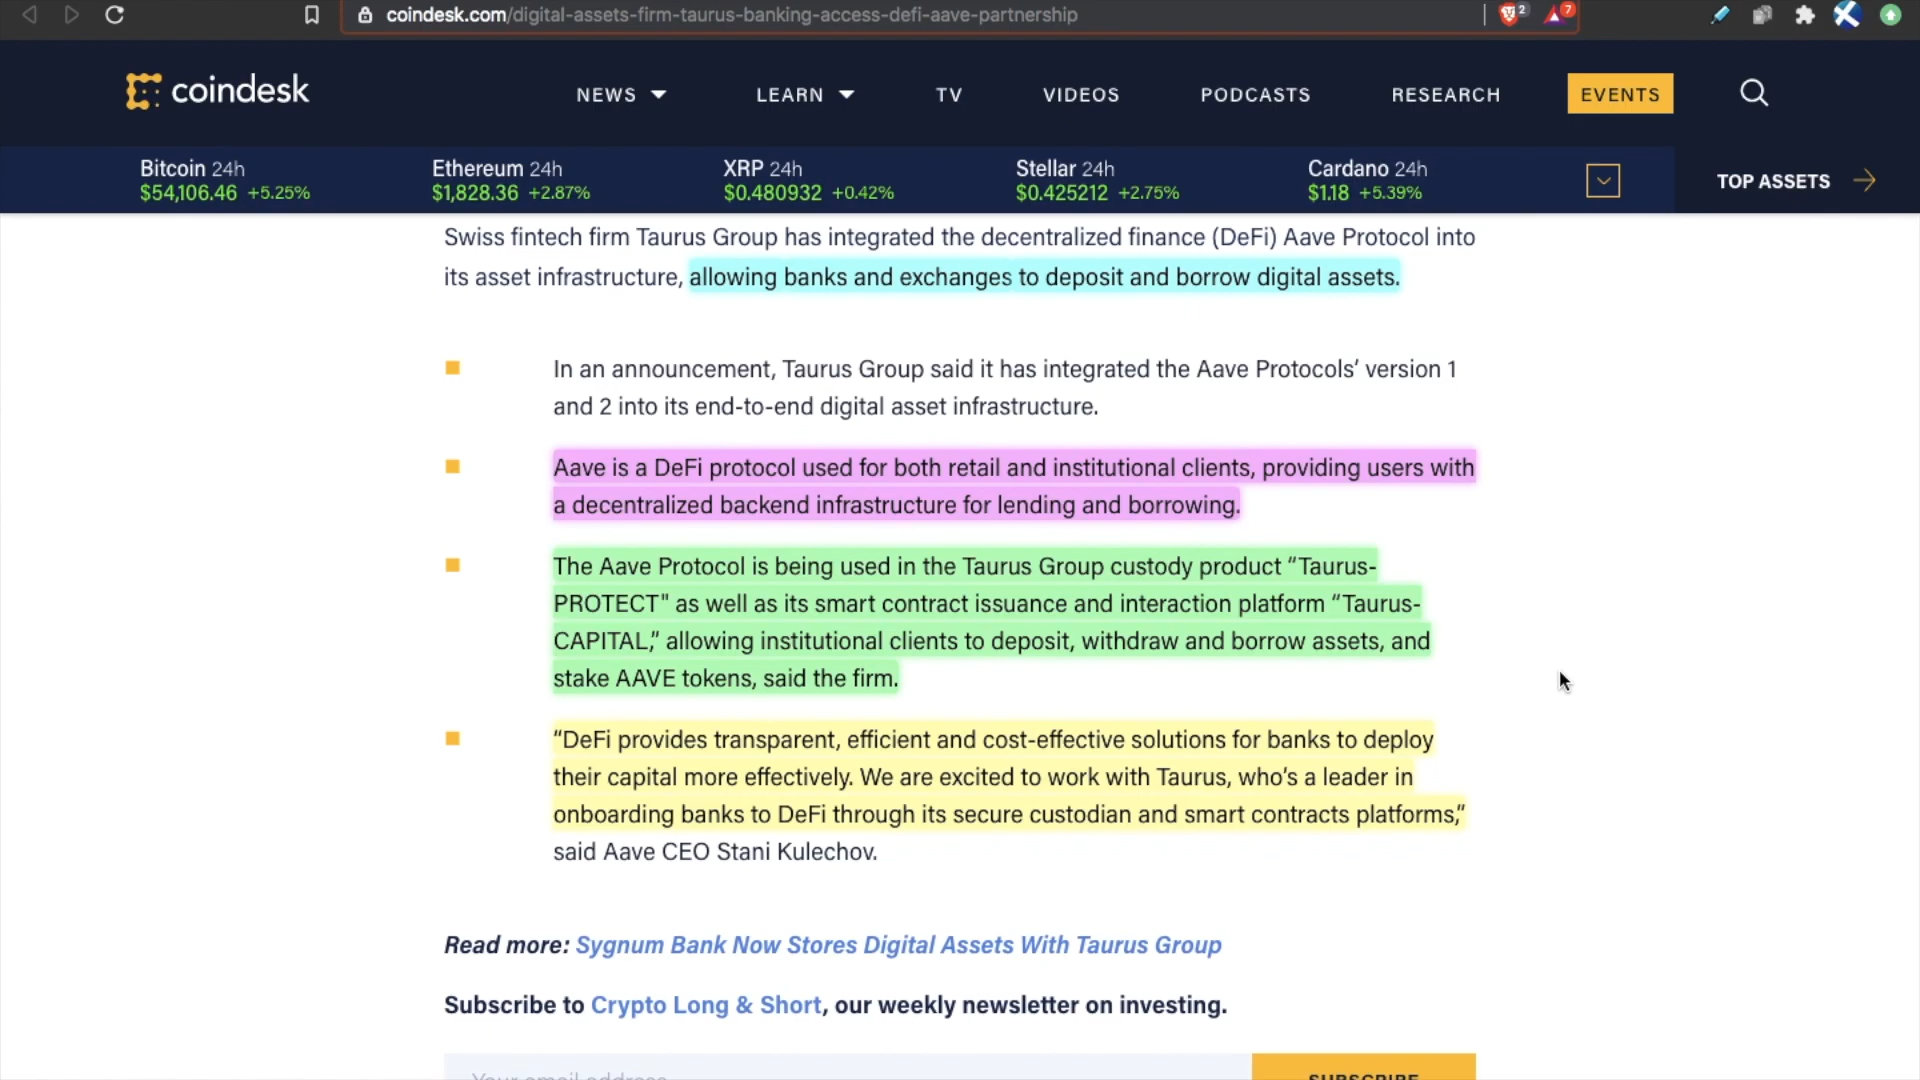 coindesk.com/digital-assets-firm-taurus-banking-access-defi-aave-partnership
2
7
coindesk
NEWS
LEARN
TV
VIDEOS
PODCASTS
RESEARCH
EVENTS
Bitcoin 24h
$54,106.46 +5.25%
Ethereum 24h
$1,828.36 +2.87%
XRP 24h
$0.480932 +0.42%
Stellar 24h
$0.425212 +2.75%
Cardano 24h
$1.18 +5.39%
TOP ASSETS
Swiss fintech firm Taurus Group has integrated the decentralized finance (DeFi) Aave Protocol into
its asset infrastructure, allowing banks and exchanges to deposit and borrow digital assets.
In an announcement, Taurus Group said it has integrated the Aave Protocols’ version 1
and 2 into its end-to-end digital asset infrastructure.
Aave is a DeFi protocol used for both retail and institutional clients, providing users with
a decentralized backend infrastructure for lending and borrowing.
The Aave Protocol is being used in the Taurus Group custody product “Taurus-
PROTECT" as well as its smart contract issuance and interaction platform “Taurus-
CAPITAL,” allowing institutional clients to deposit, withdraw and borrow assets, and
stake AAVE tokens, said the firm.
“DeFi provides transparent, efficient and cost-effective solutions for banks to deploy
their capital more effectively. We are excited to work with Taurus, who’s a leader in
onboarding banks to DeFi through its secure custodian and smart contracts platforms,”
said Aave CEO Stani Kulechov.
Read more: Sygnum Bank Now Stores Digital Assets With Taurus Group
Subscribe to Crypto Long & Short, our weekly newsletter on investing.
Your email address
SUBSCRIBE